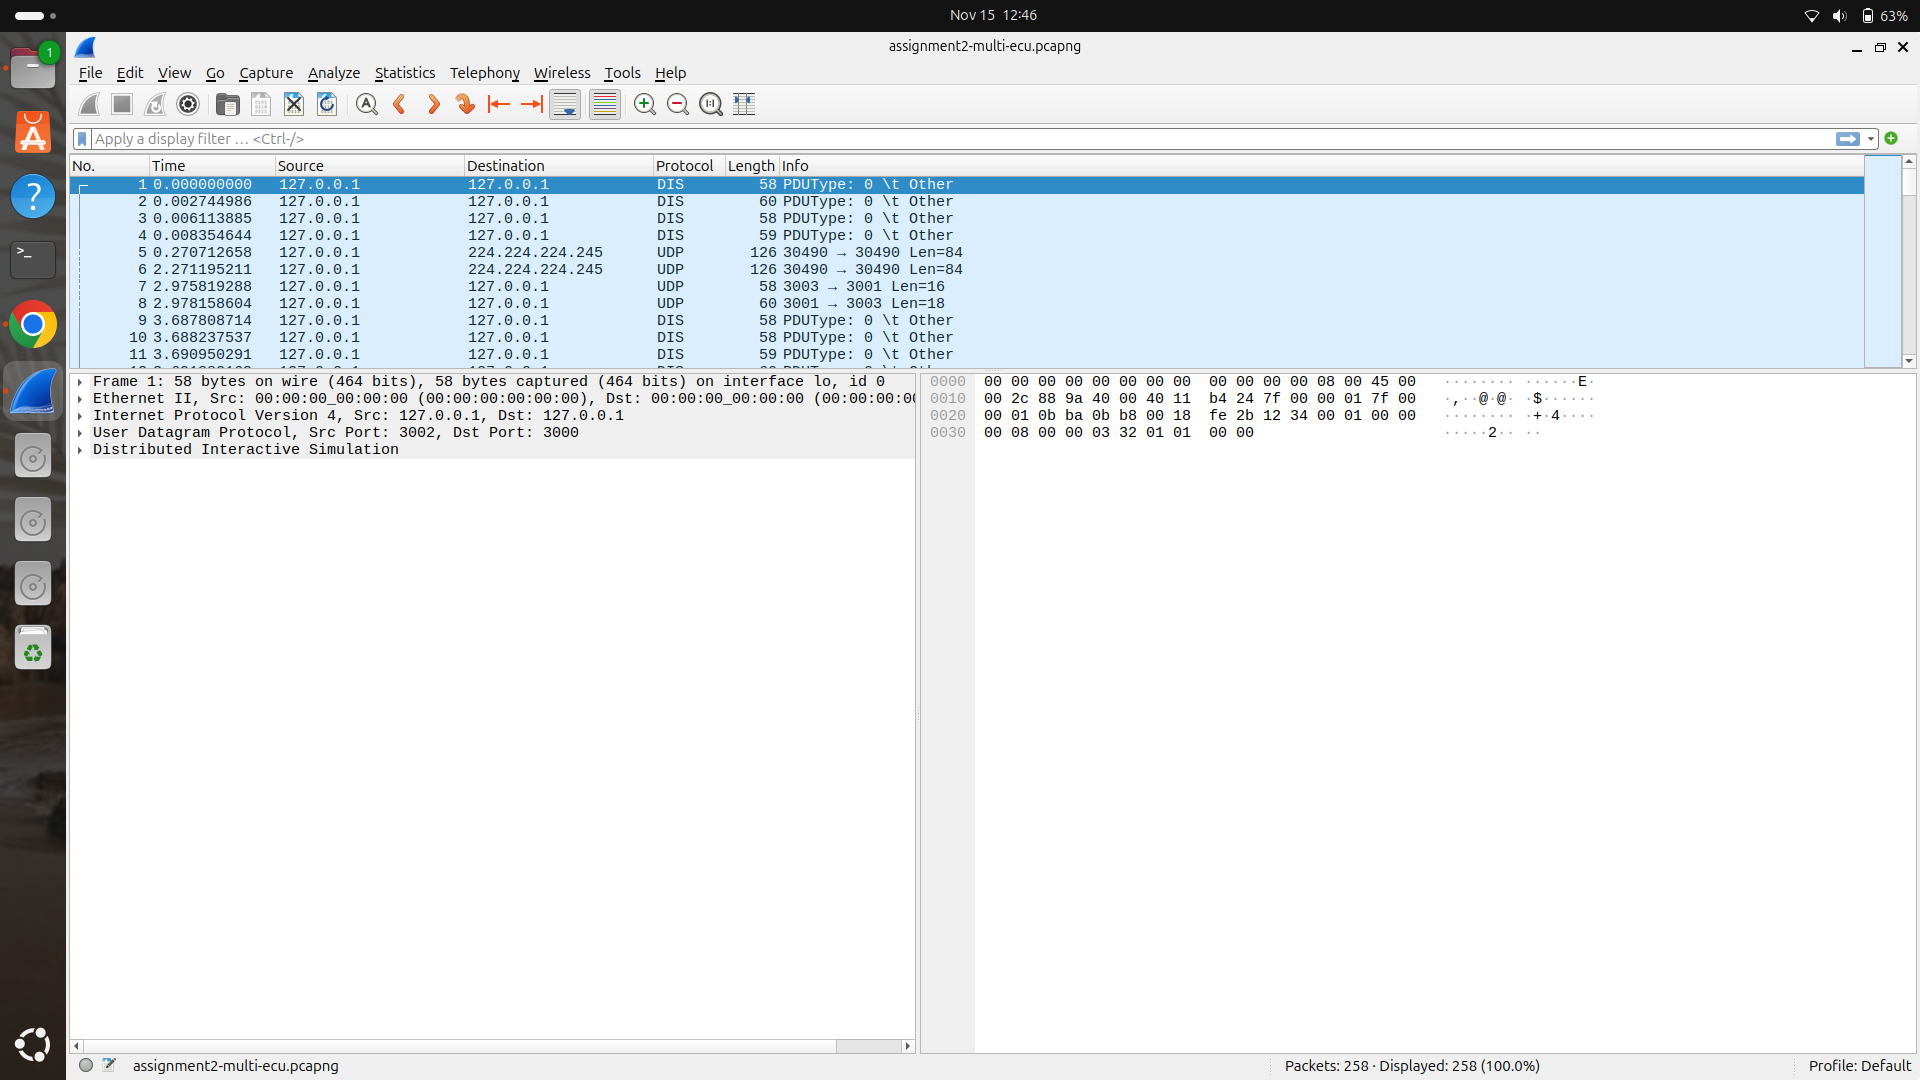 Nov 15 12:46
63%
1
assignment2-multi-ecu.pcapng
File Edit View Go Capture Analyze Statistics Telephony Wireless Tools Help
Apply a display filter … <Ctrl-/>
No. Time Source Destination Protocol Length Info
1 0.000000000 127.0.0.1 127.0.0.1 DIS 58 PDUType: 0 \t Other
2 0.002744986 127.0.0.1 127.0.0.1 DIS 60 PDUType: 0 \t Other
3 0.006113885 127.0.0.1 127.0.0.1 DIS 58 PDUType: 0 \t Other
4 0.008354644 127.0.0.1 127.0.0.1 DIS 59 PDUType: 0 \t Other
5 0.270712658 127.0.0.1 224.224.224.245 UDP 126 30490 → 30490 Len=84
6 2.271195211 127.0.0.1 224.224.224.245 UDP 126 30490 → 30490 Len=84
7 2.975819288 127.0.0.1 127.0.0.1 UDP 58 3003 → 3001 Len=16
8 2.978158604 127.0.0.1 127.0.0.1 UDP 60 3001 → 3003 Len=18
9 3.687808714 127.0.0.1 127.0.0.1 DIS 58 PDUType: 0 \t Other
10 3.688237537 127.0.0.1 127.0.0.1 DIS 58 PDUType: 0 \t Other
11 3.690950291 127.0.0.1 127.0.0.1 DIS 59 PDUType: 0 \t Other
Frame 1: 58 bytes on wire (464 bits), 58 bytes captured (464 bits) on interface lo, id 0
Ethernet II, Src: 00:00:00_00:00:00 (00:00:00:00:00:00), Dst: 00:00:00_00:00:00 (00:00:00:00
Internet Protocol Version 4, Src: 127.0.0.1, Dst: 127.0.0.1
User Datagram Protocol, Src Port: 3002, Dst Port: 3000
Distributed Interactive Simulation
0000 00 00 00 00 00 00 00 00 00 00 00 00 08 00 45 00 ········ ······E·
0010 00 2c 88 9a 40 00 40 11 b4 24 7f 00 00 01 7f 00 ·,··@·@· ·$······
0020 00 01 0b ba 0b b8 00 18 fe 2b 12 34 00 01 00 00 ········ ·+·4····
0030 00 08 00 00 03 32 01 01 00 00 ·····2·· ··
assignment2-multi-ecu.pcapng
Packets: 258 · Displayed: 258 (100.0%)
Profile: Default